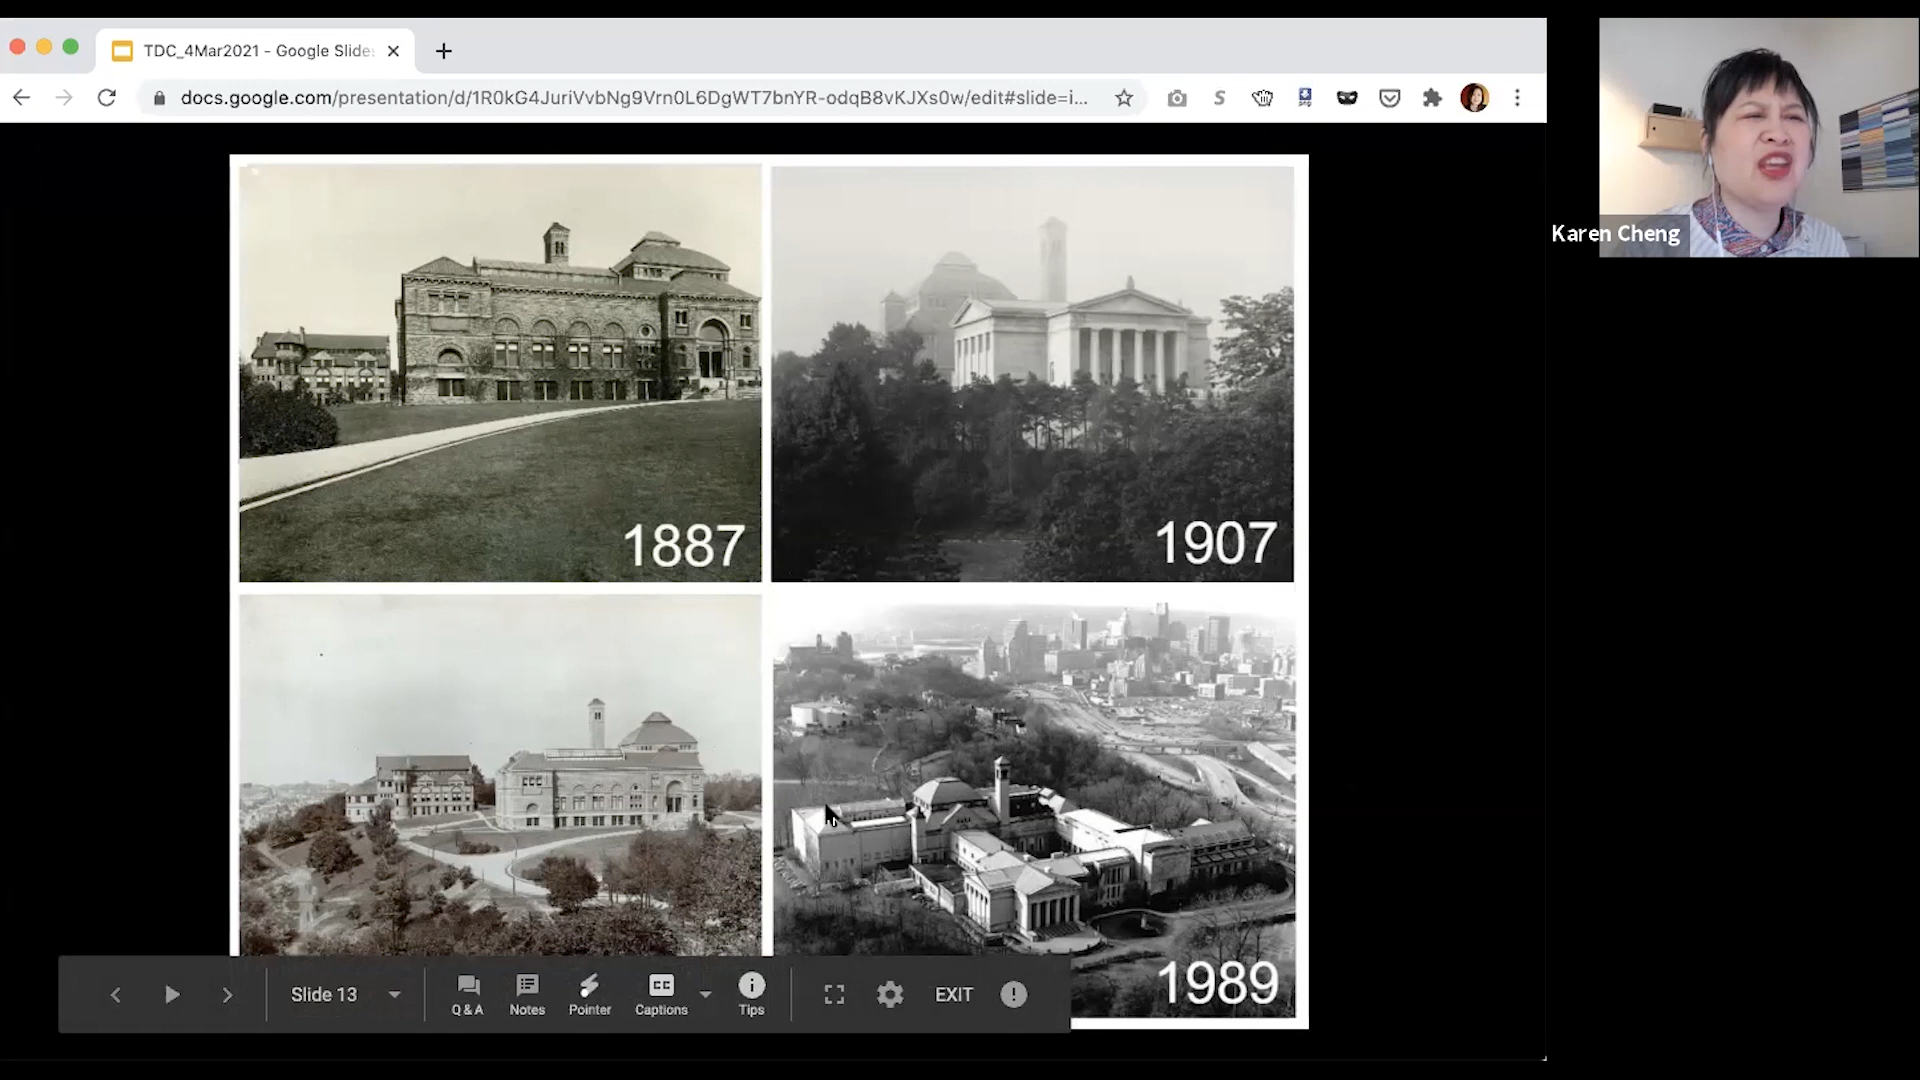 TDC_4Mar2021 - Google Slide
docs.google.com/presentation/d/1R0kG4JuriVvbNg9Vrn0L6DgWT7bnYR-odqB8vKJXs0w/edit#slide=i...
Karen Cheng
1887
1907
1989
Slide 13
Q & A
Notes
Pointer
CC
Captions
Tips
EXIT